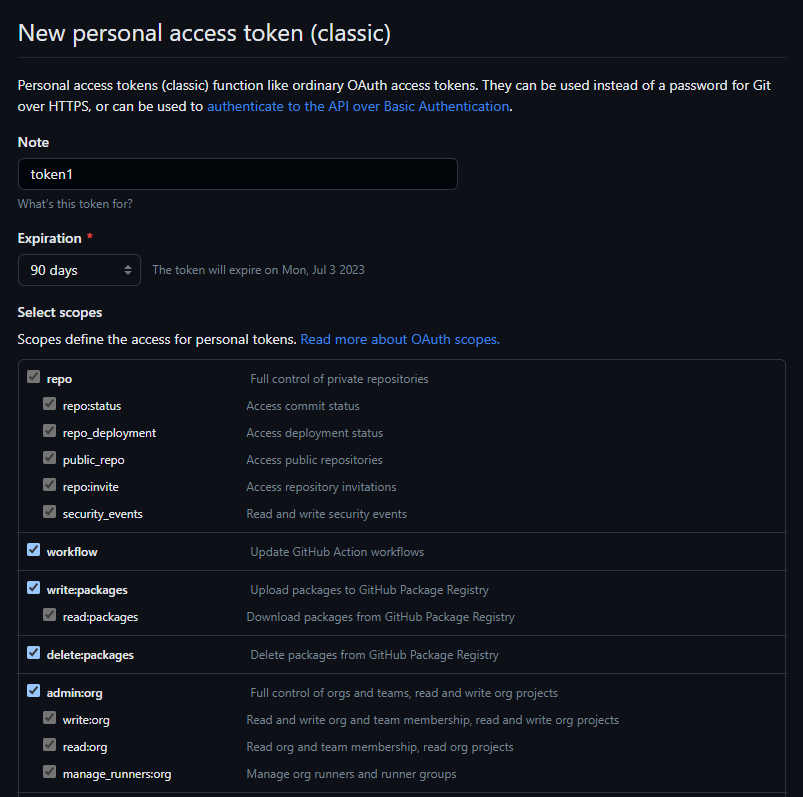 New personal access token (classic)
Personal access tokens (classic) function like ordinary OAuth access tokens. They can be used instead of a password for Git
over HTTPS, or can be used to authenticate to the API over Basic Authentication.
Note
token1
What's this token for?
Expiration *
90 days The token will expire on Mon, Jul 3 2023
Select scopes
Scopes define the access for personal tokens. Read more about OAuth scopes.
repo Full control of private repositories
repo:status Access commit status
repo_deployment Access deployment status
public_repo Access public repositories
repo:invite Access repository invitations
security_events Read and write security events
workflow Update GitHub Action workflows
write:packages Upload packages to GitHub Package Registry
read:packages Download packages from GitHub Package Registry
delete:packages Delete packages from GitHub Package Registry
admin:org Full control of orgs and teams, read and write org projects
write:org Read and write org and team membership, read and write org projects
read:org Read org and team membership, read org projects
manage_runners:org Manage org runners and runner groups